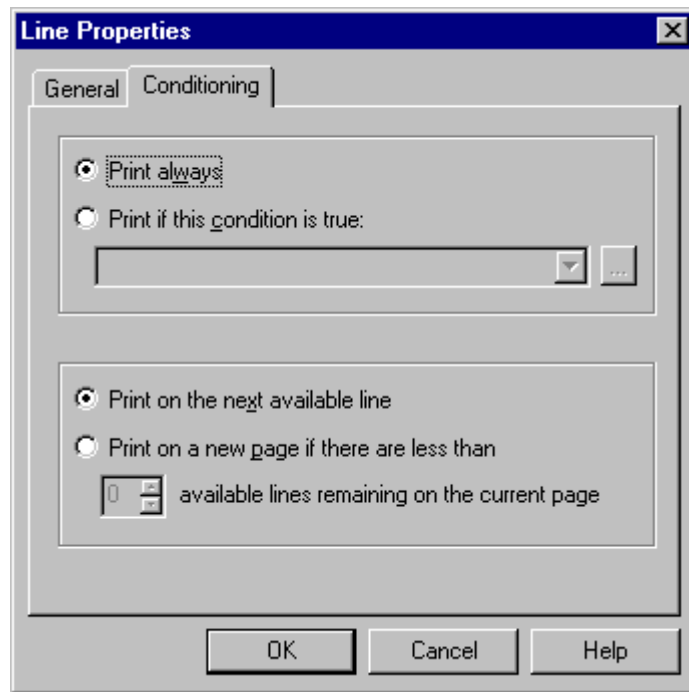 Line Properties
General Conditioning
Print always
Print if this condition is true:
...
Print on the next available line
Print on a new page if there are less than
0 available lines remaining on the current page
OK Cancel Help